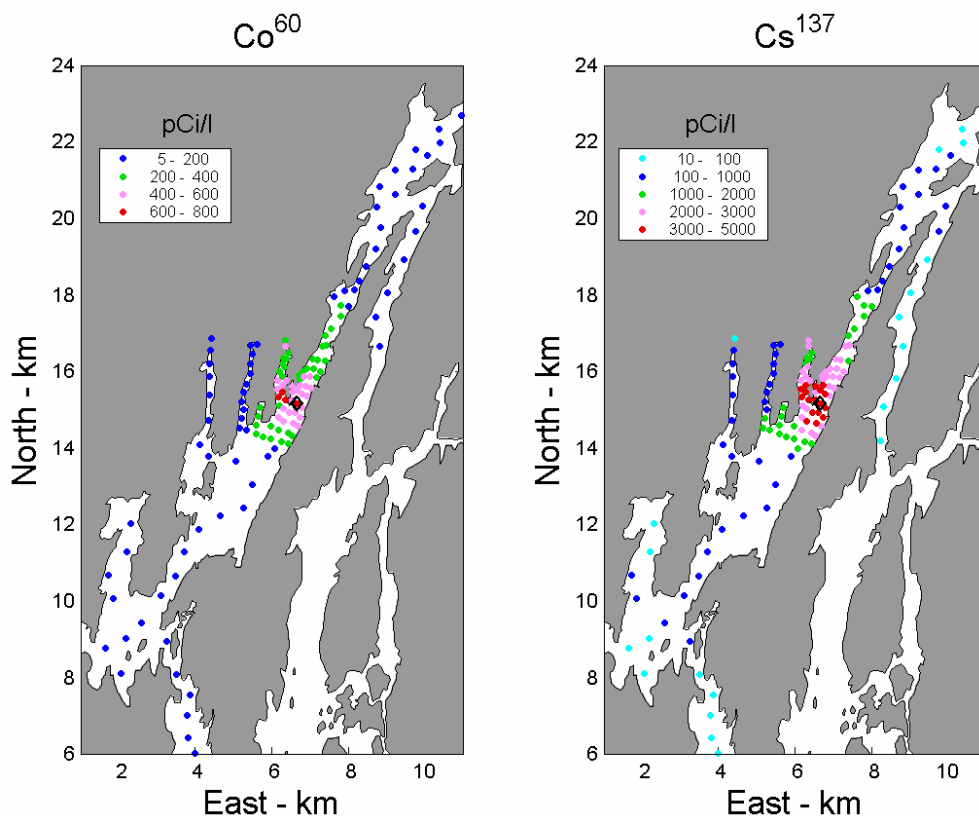 Co60
24
22
20
18
16
14
12
10
8
6
North - km
pCi/l
5 - 200
200 - 400
400 - 600
600 - 800
2 4 6 8 10
East - km
Cs137
24
22
20
18
16
14
12
10
8
6
North - km
pCi/l
10 - 100
100 - 1000
1000 - 2000
2000 - 3000
3000 - 5000
2 4 6 8 10
East - km